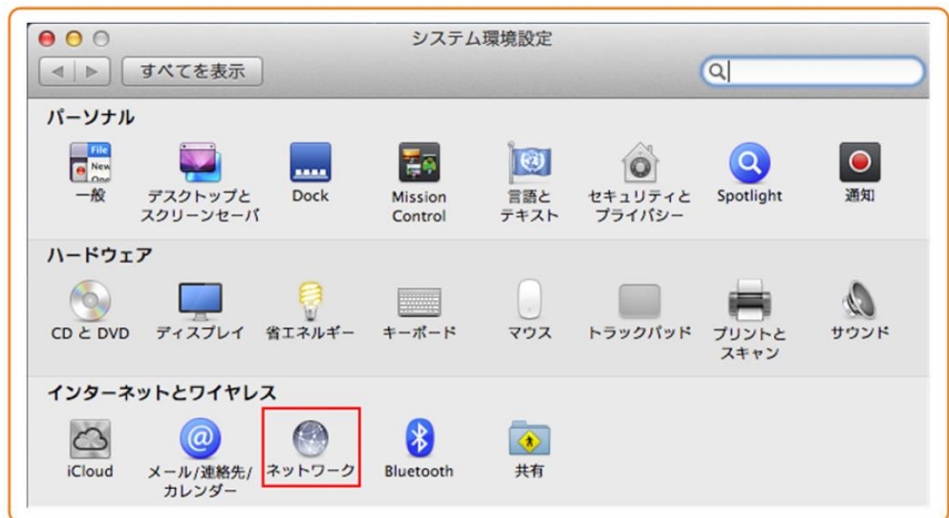 システム環境設定
すべてを表示
パーソナル
File
New
One
一般
デスクトップと
スクリーンセーバ
Dock
Mission
Control
言語と
テキスト
セキュリティと
プライバシー
Spotlight
通知
ハードウェア
CD と DVD
ディスプレイ
省エネルギー
キーボード
マウス
トラックパッド
プリントと
スキャン
サウンド
インターネットとワイヤレス
iCloud
@
メール/連絡先/
カレンダー
ネットワーク
Bluetooth
共有